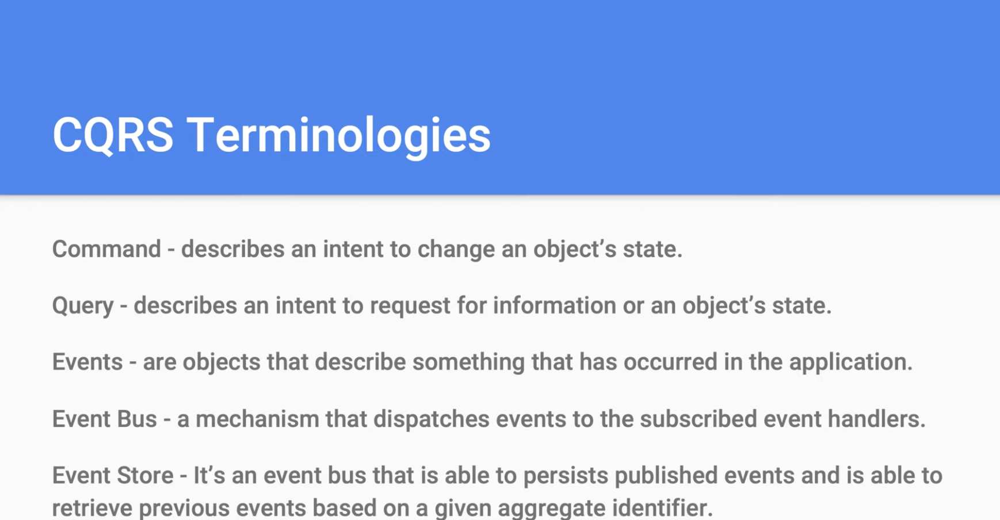 CQRS Terminologies
Command - describes an intent to change an object’s state.
Query - describes an intent to request for information or an object’s state.
Events - are objects that describe something that has occurred in the application.
Event Bus - a mechanism that dispatches events to the subscribed event handlers.
Event Store - It’s an event bus that is able to persists published events and is able to
retrieve previous events based on a given aggregate identifier.